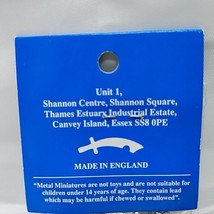 Unit 1,
Shannon Centre, Shannon Square,
Thames Estuary Industrial Estate,
Canvey Island, Essex SS8 0PE
MADE IN ENGLAND
"Metal Miniatures are not toys and are not suitable for
children under 14 years of age. They contain lead
which may be harmful if chewed or swallowed".